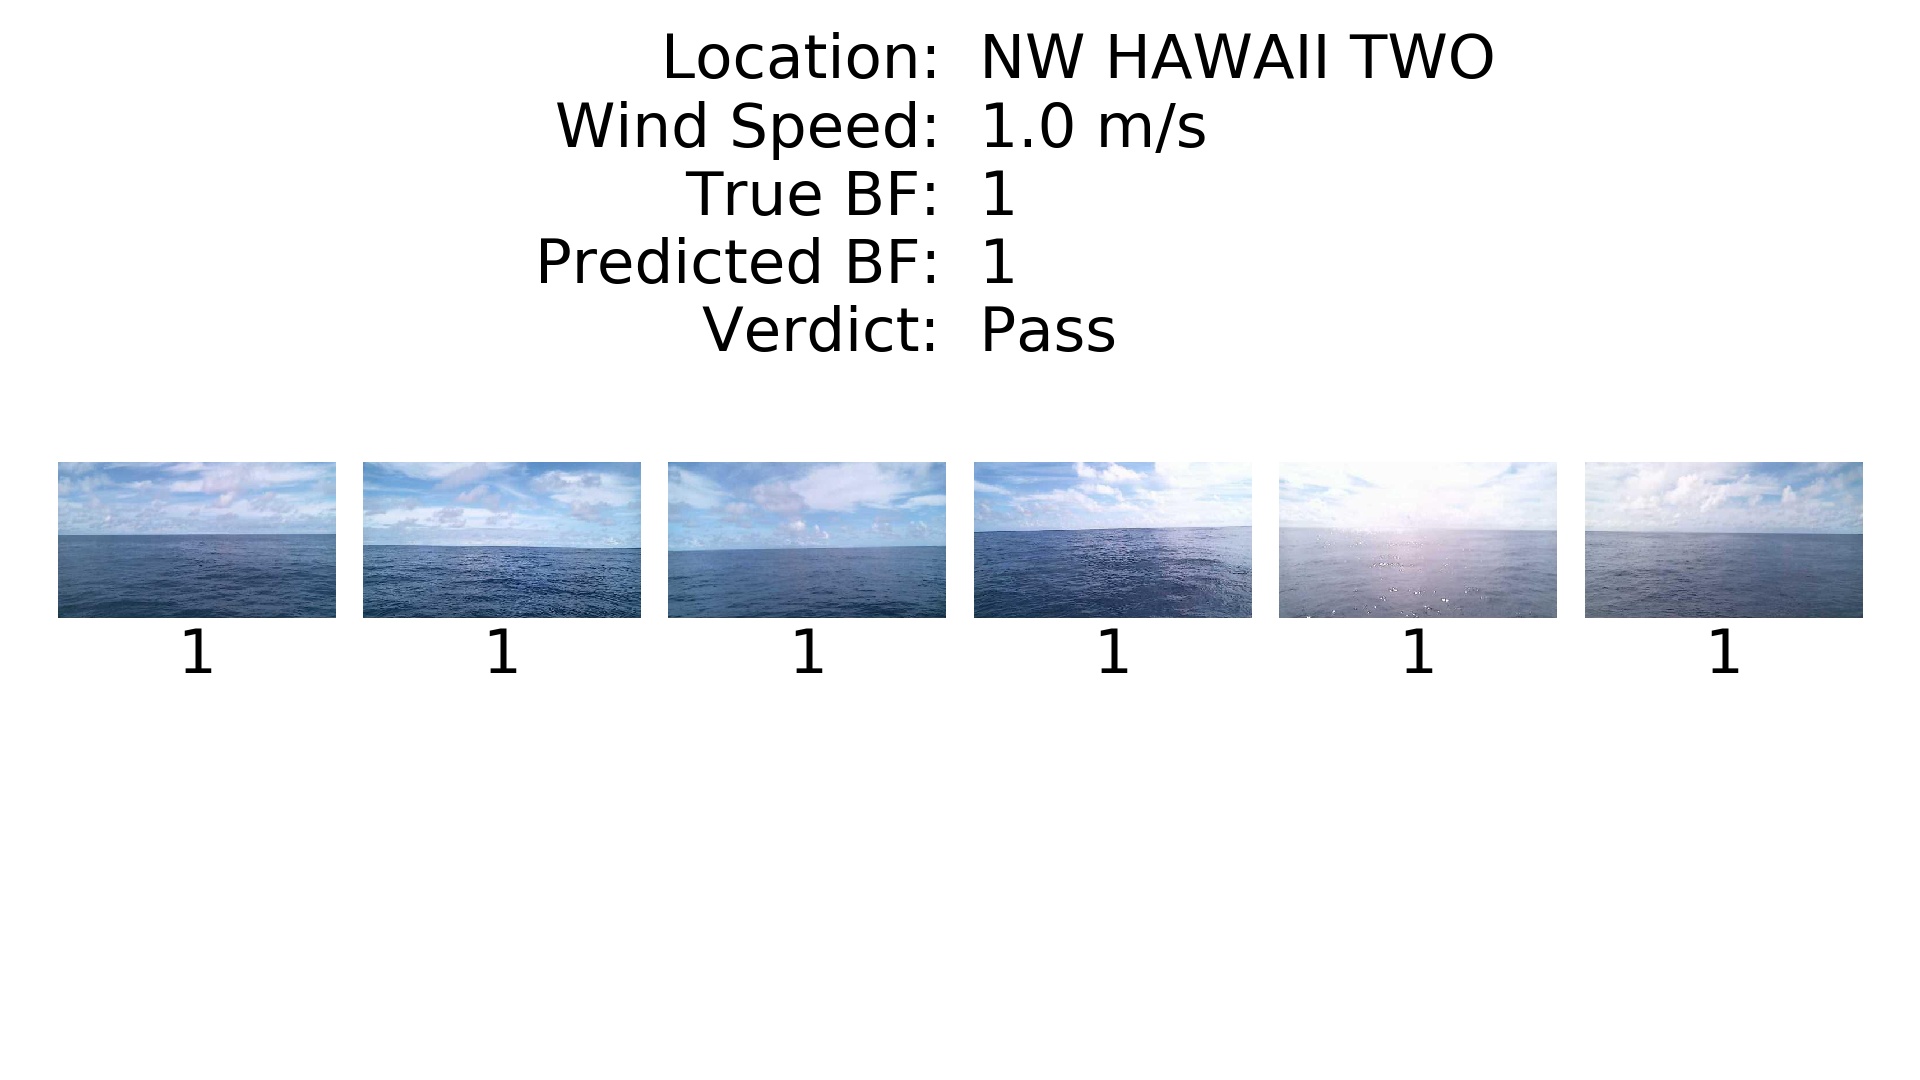 Location: NW HAWAII TWO
Wind Speed: 1.0 m/s
True BF: 1
Predicted BF: 1
Verdict: Pass
1 1 1 1 1 1